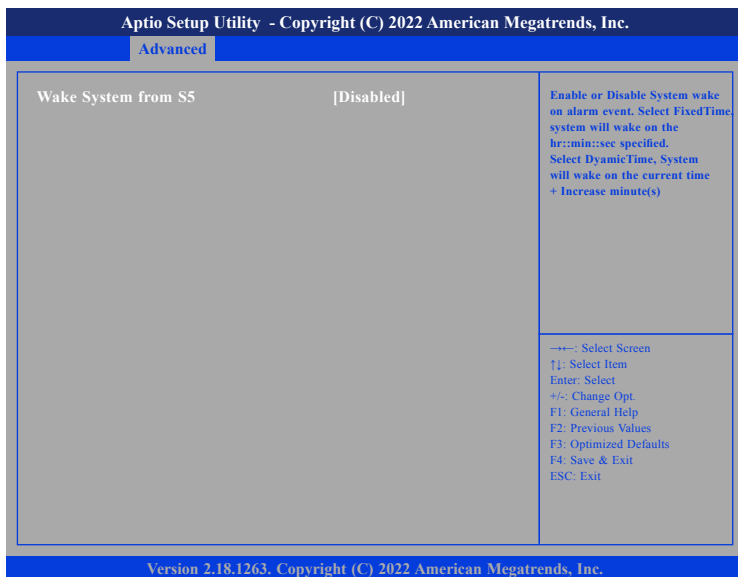 Aptio Setup Utility - Copyright (C) 2022 American Megatrends, Inc.
Advanced
Wake System from S5 [Disabled]
Enable or Disable System wake
on alarm event. Select FixedTime,
system will wake on the
hr::min::sec specified.
Select DyamicTime, System
will wake on the current time
+ Increase minute(s)
→←: Select Screen
↑↓: Select Item
Enter: Select
+/-: Change Opt.
F1: General Help
F2: Previous Values
F3: Optimized Defaults
F4: Save & Exit
ESC: Exit
Version 2.18.1263. Copyright (C) 2022 American Megatrends, Inc.